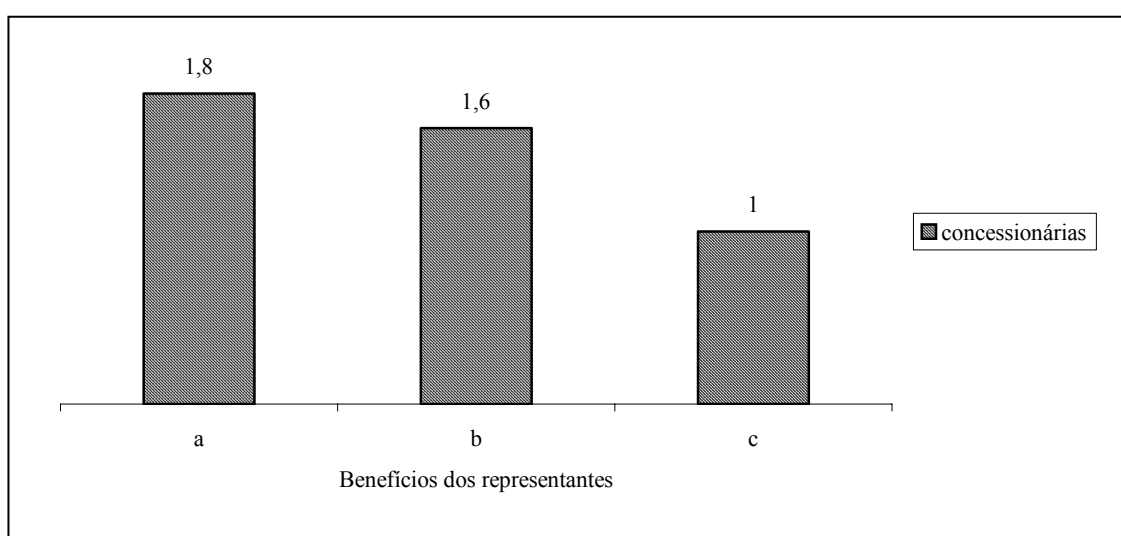 1,8
1,6
1
concessionárias
a
b
c
Benefícios dos representantes